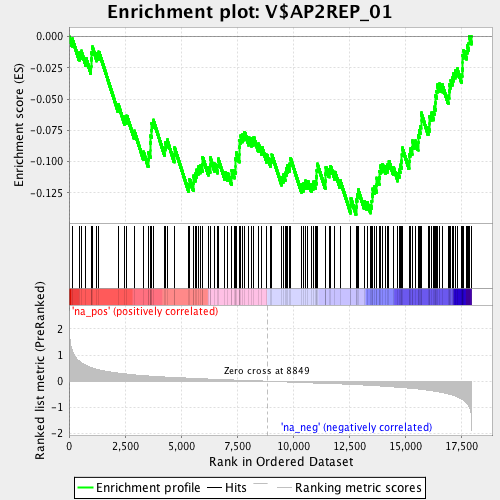 Enrichment plot: V$AP2REP_01
Enrichment score (ES)
0.000
-0.025
-0.050
-0.075
-0.100
-0.125
Ranked list metric (PreRanked)
'na_pos' (positively correlated)
Zero cross at 8849
'na_neg' (negatively correlated)
2
1
0
-1
-2
0
2,500
5,000
7,500
10,000
12,500
15,000
17,500
Rank in Ordered Dataset
Enrichment profile
Hits
Ranking metric scores